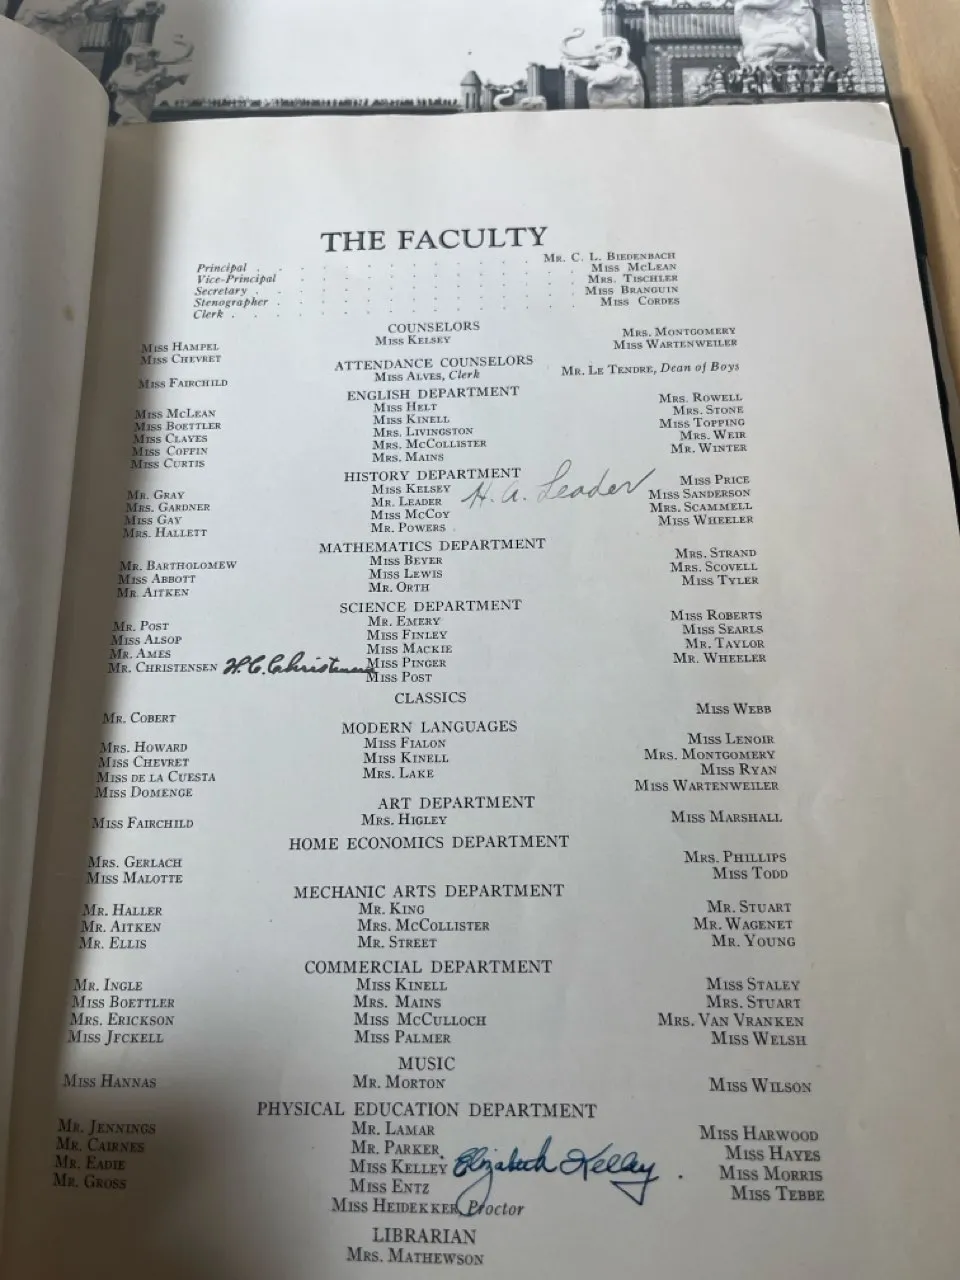 THE FACULTY
Principal . . . . . . . . . . . Mr. C. L. Biedenbach
Vice-Principal . . . . . . . . . . . Miss McLean
Secretary . . . . . . . . . . . Mrs. Tischler
Stenographer . . . . . . . . . . . Miss Branguin
Clerk . . . . . . . . . . . Miss Cordes
COUNSELORS
Miss Hampel Miss Kelsey Mrs. Montgomery
Miss Chevret Miss Wartenweiler
ATTENDANCE COUNSELORS
Miss Fairchild Miss Alves, Clerk Mr. Le Tendre, Dean of Boys
ENGLISH DEPARTMENT
Miss McLean Miss Helt Mrs. Rowell
Miss Boettler Miss Kinell Mrs. Stone
Miss Clayes Mrs. Livingston Miss Topping
Miss Coffin Mrs. McCollister Mrs. Weir
Miss Curtis Mrs. Mains Mr. Winter
HISTORY DEPARTMENT
Mr. Gray Miss Kelsey Miss Price
Mrs. Gardner Mr. Leader H. A. Leader Miss Sanderson
Miss Gay Miss McCoy Mrs. Scammell
Mrs. Hallett Mr. Powers Miss Wheeler
MATHEMATICS DEPARTMENT
Mr. Bartholomew Miss Beyer Mrs. Strand
Miss Abbott Miss Lewis Mrs. Scovell
Mr. Aitken Mr. Orth Miss Tyler
SCIENCE DEPARTMENT
Mr. Post Mr. Emery Miss Roberts
Miss Alsop Miss Finley Miss Searls
Mr. Ames Miss Mackie Mr. Taylor
Mr. Christensen H. C. Christensen Miss Pinger Mr. Wheeler
Miss Post
CLASSICS
Mr. Cobert Miss Webb
MODERN LANGUAGES
Mrs. Howard Miss Fialon Miss Lenoir
Miss Chevret Miss Kinell Mrs. Montgomery
Miss de la Cuesta Mrs. Lake Miss Ryan
Miss Domenge Miss Wartenweiler
ART DEPARTMENT
Miss Fairchild Mrs. Higley Miss Marshall
HOME ECONOMICS DEPARTMENT
Mrs. Gerlach Mrs. Phillips
Miss Malotte Miss Todd
MECHANIC ARTS DEPARTMENT
Mr. Haller Mr. King Mr. Stuart
Mr. Aitken Mrs. McCollister Mr. Wagenet
Mr. Ellis Mr. Street Mr. Young
COMMERCIAL DEPARTMENT
Mr. Ingle Miss Kinell Miss Staley
Miss Boettler Mrs. Mains Mrs. Stuart
Mrs. Erickson Miss McCulloch Mrs. Van Vranken
Miss Jeckell Miss Palmer Miss Welsh
MUSIC
Miss Hannas Mr. Morton Miss Wilson
PHYSICAL EDUCATION DEPARTMENT
Mr. Jennings Mr. Lamar Miss Harwood
Mr. Cairnes Mr. Parker Miss Hayes
Mr. Eadie Miss Kelley Elizabeth Kelley Miss Morris
Mr. Gross Miss Entz Miss Tebbe
Miss Heidekker, Proctor
LIBRARIAN
Mrs. Mathewson